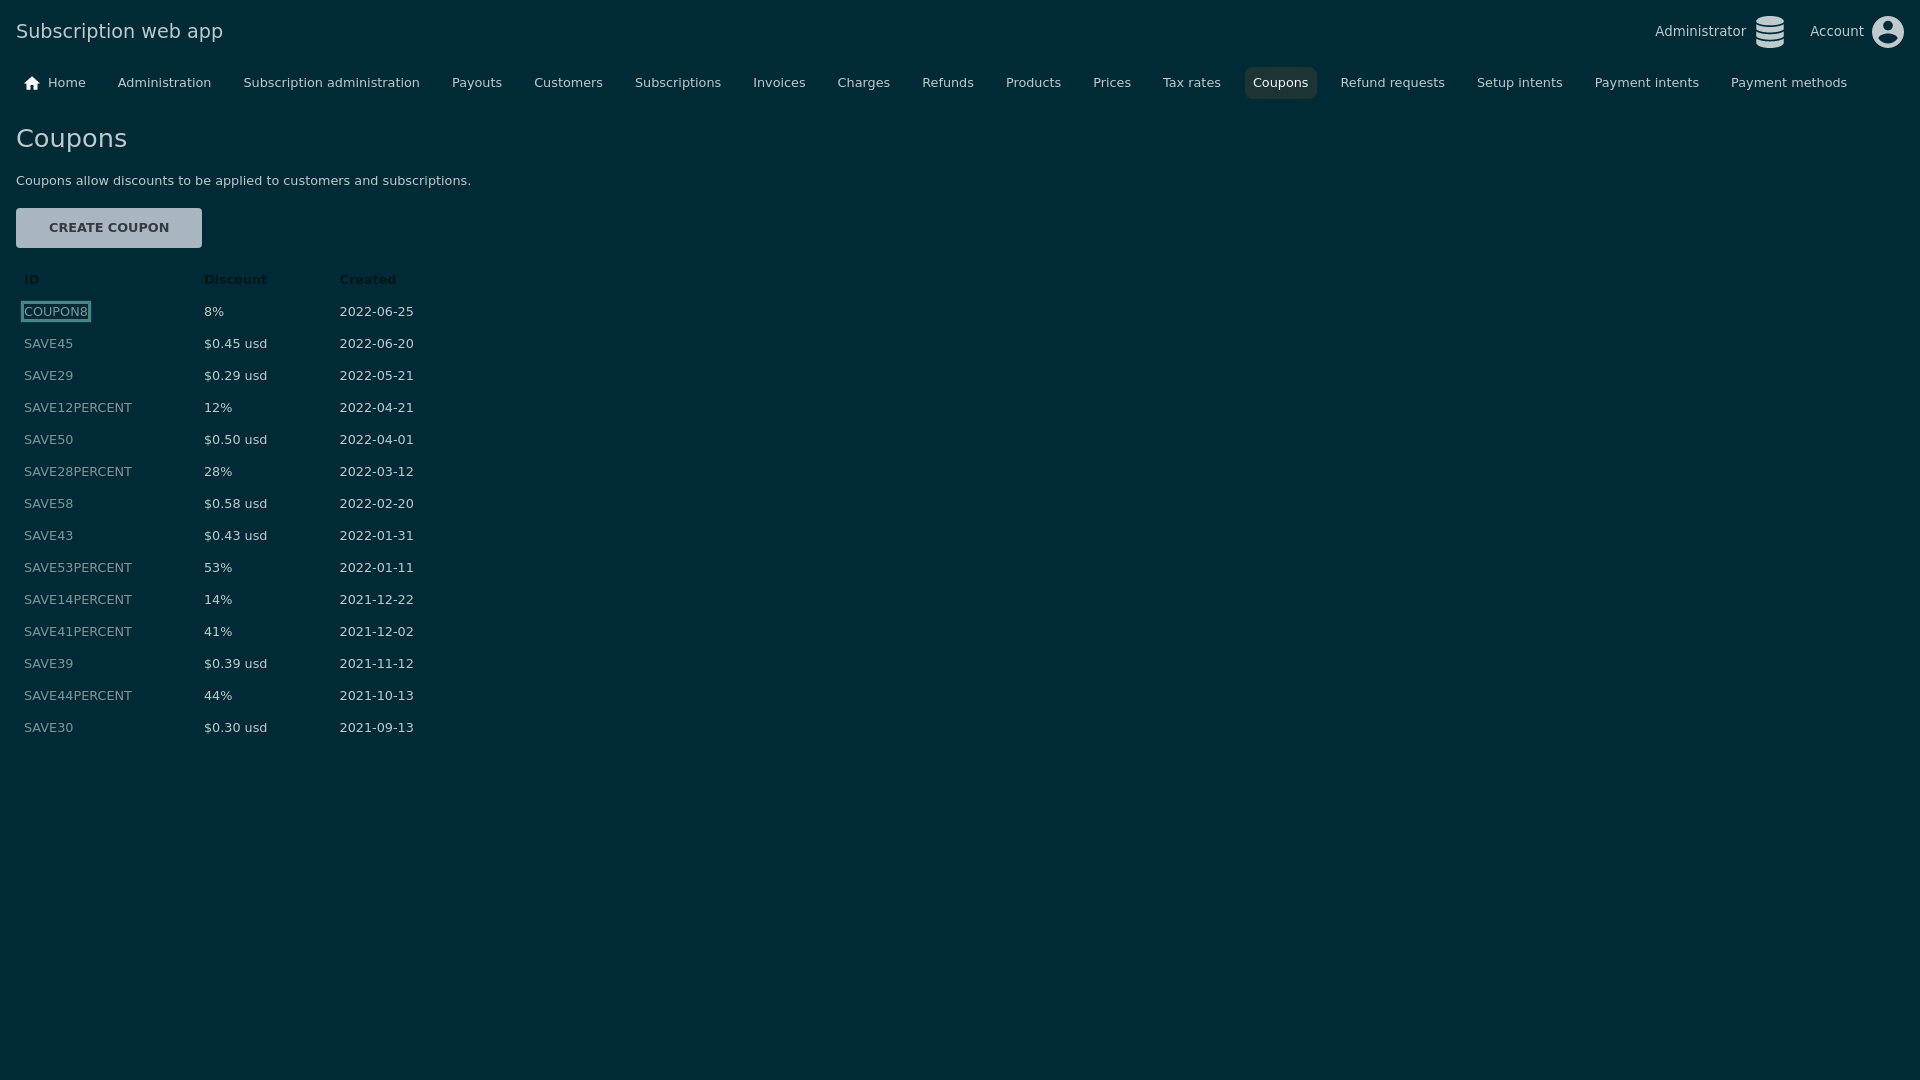 Subscription web app
Administrator Account
Home Administration Subscription administration Payouts Customers Subscriptions Invoices Charges Refunds Products Prices Tax rates Coupons Refund requests Setup intents Payment intents Payment methods
Coupons
Coupons allow discounts to be applied to customers and subscriptions.
CREATE COUPON
ID Discount Created
COUPON8 8% 2022-06-25
SAVE45 $0.45 usd 2022-06-20
SAVE29 $0.29 usd 2022-05-21
SAVE12PERCENT 12% 2022-04-21
SAVE50 $0.50 usd 2022-04-01
SAVE28PERCENT 28% 2022-03-12
SAVE58 $0.58 usd 2022-02-20
SAVE43 $0.43 usd 2022-01-31
SAVE53PERCENT 53% 2022-01-11
SAVE14PERCENT 14% 2021-12-22
SAVE41PERCENT 41% 2021-12-02
SAVE39 $0.39 usd 2021-11-12
SAVE44PERCENT 44% 2021-10-13
SAVE30 $0.30 usd 2021-09-13